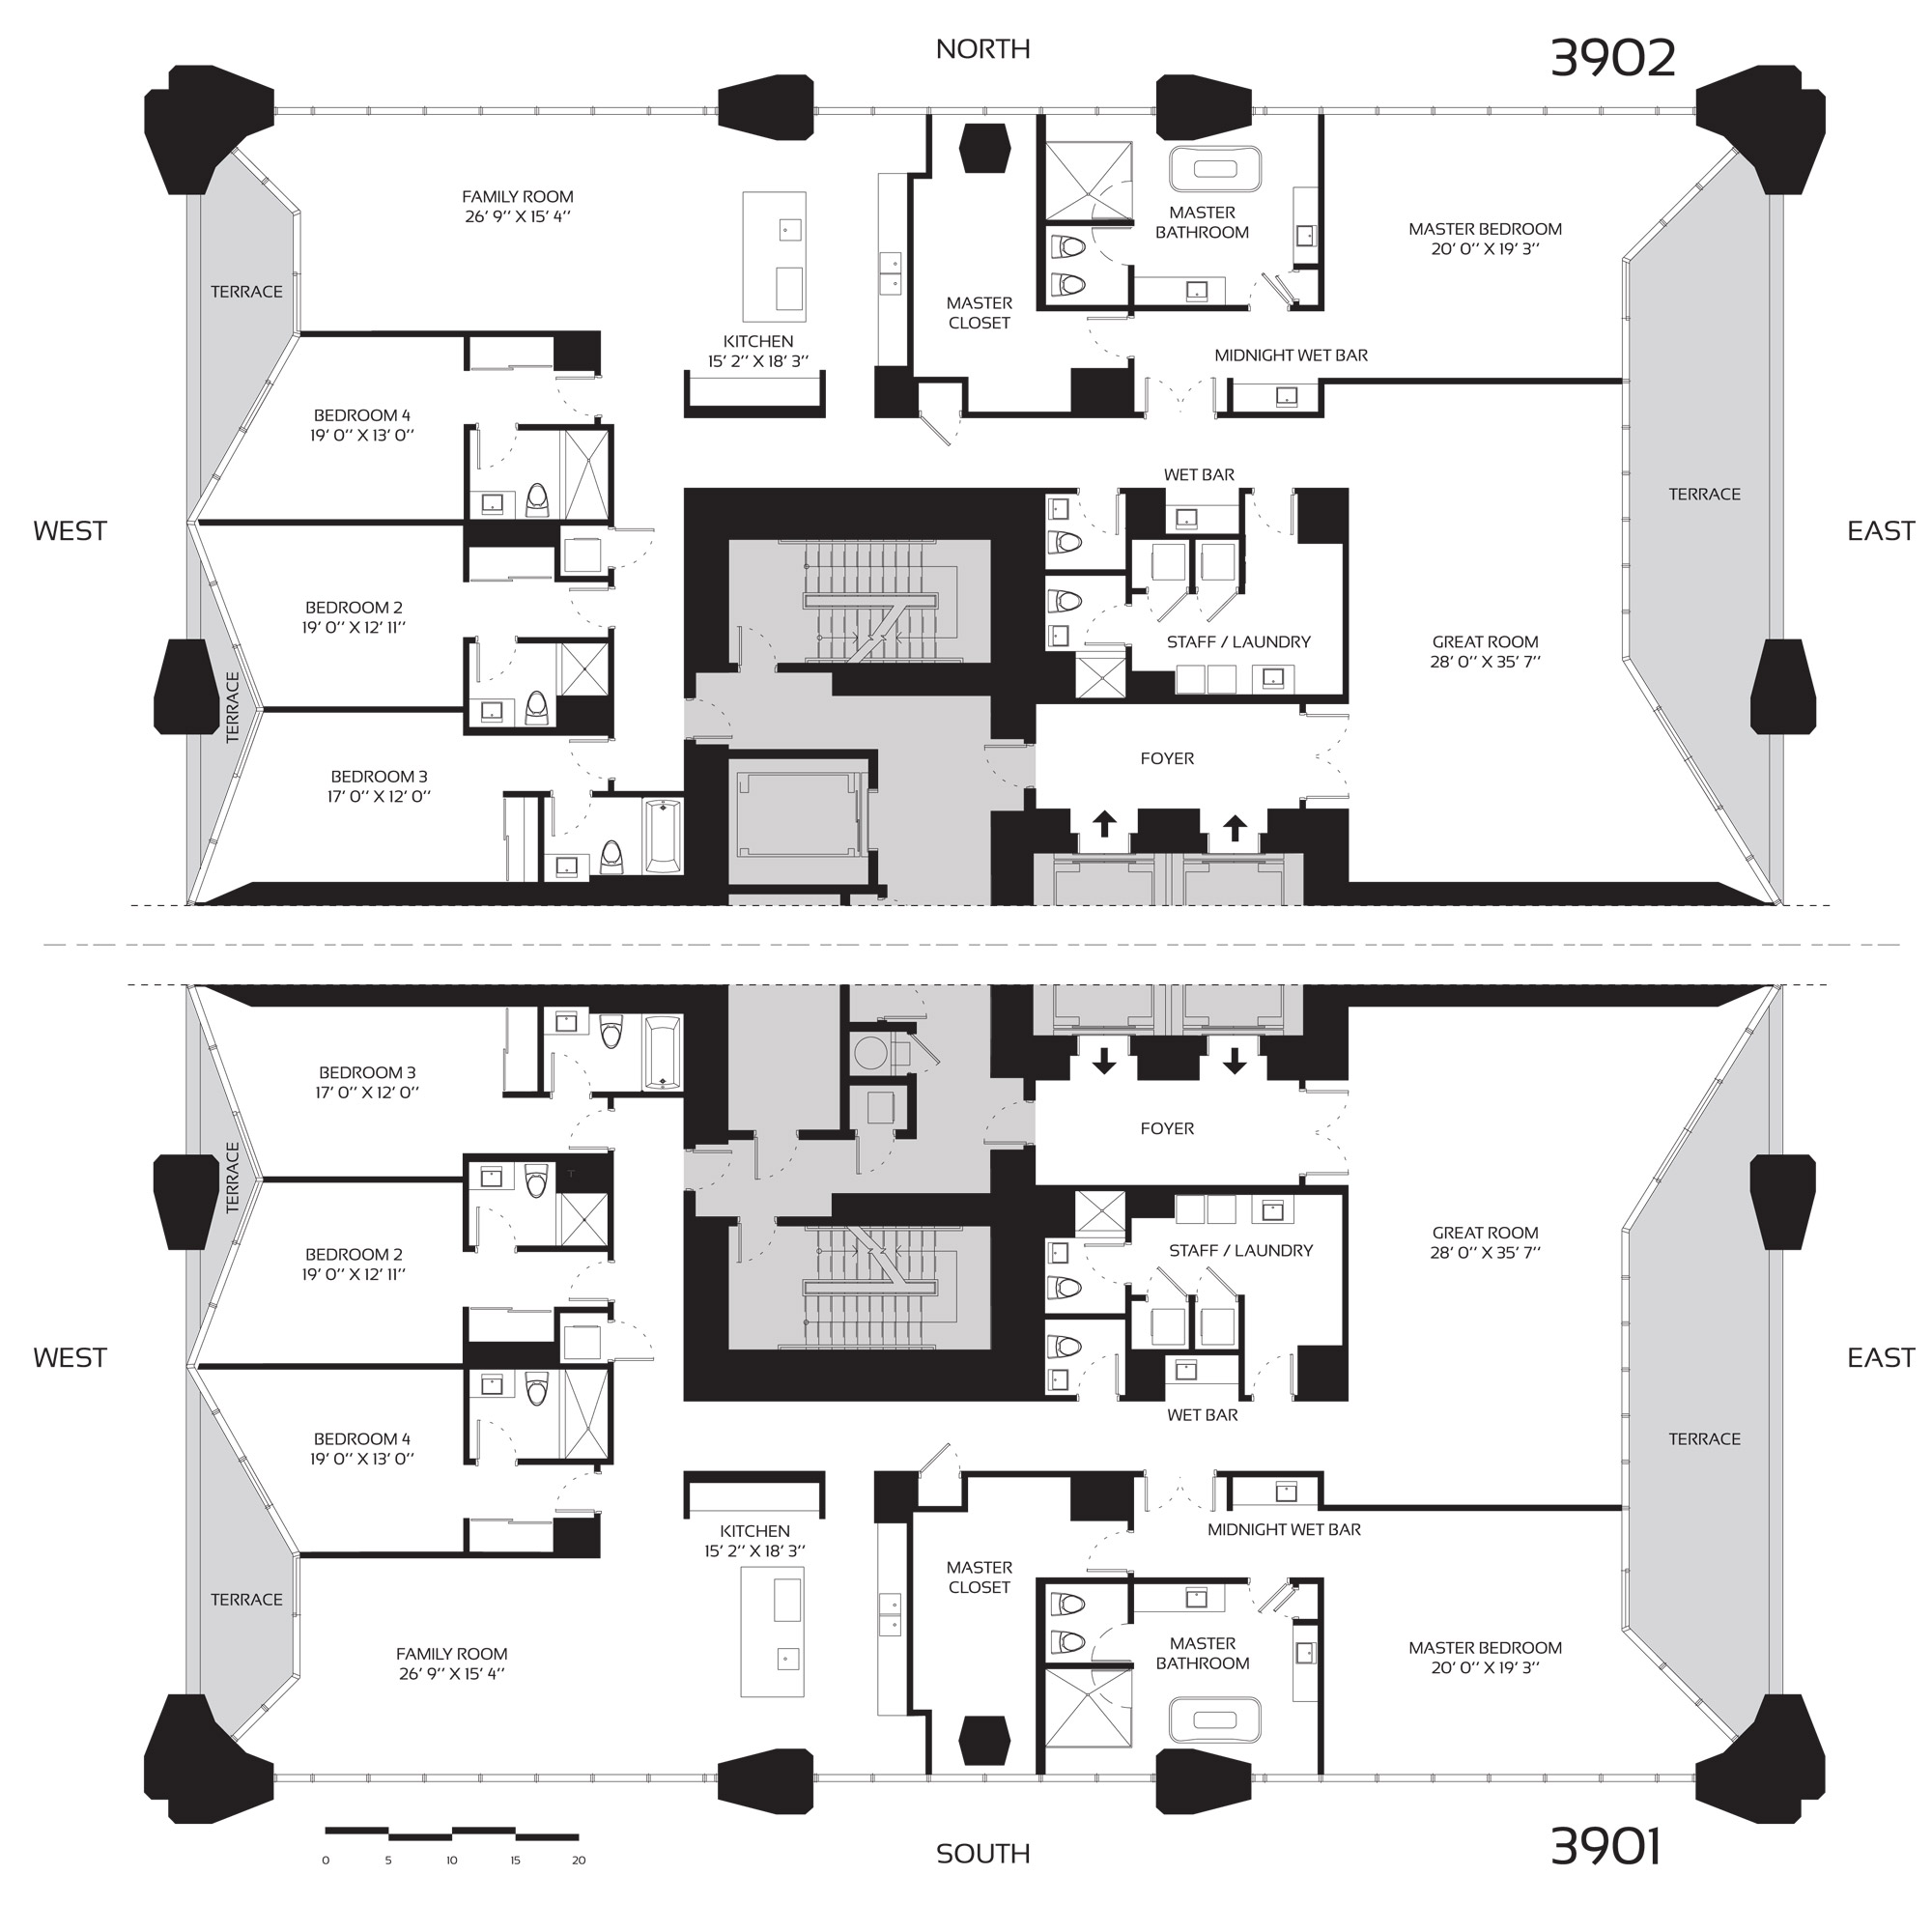 NORTH
3902
FAMILY ROOM
26’ 9’’ X 15’ 4’’
MASTER
BATHROOM
MASTER BEDROOM
20’ 0’’ X 19’ 3’’
TERRACE
MASTER
CLOSET
KITCHEN
15’ 2’’ X 18’ 3’’
MIDNIGHT WET BAR
BEDROOM 4
19’ 0’’ X 13’ 0’’
WET BAR
TERRACE
WEST
EAST
BEDROOM 2
19’ 0’’ X 12’ 11’’
STAFF / LAUNDRY
GREAT ROOM
28’ 0’’ X 35’ 7’’
TERRACE
BEDROOM 3
17’ 0’’ X 12’ 0’’
FOYER
BEDROOM 3
17’ 0’’ X 12’ 0’’
FOYER
TERRACE
GREAT ROOM
28’ 0’’ X 35’ 7’’
BEDROOM 2
19’ 0’’ X 12’ 11’’
STAFF / LAUNDRY
WEST
EAST
WET BAR
BEDROOM 4
19’ 0’’ X 13’ 0’’
TERRACE
KITCHEN
15’ 2’’ X 18’ 3’’
MIDNIGHT WET BAR
MASTER
CLOSET
TERRACE
FAMILY ROOM
26’ 9’’ X 15’ 4’’
MASTER
BATHROOM
MASTER BEDROOM
20’ 0’’ X 19’ 3’’
0 5 10 15 20
SOUTH
3901